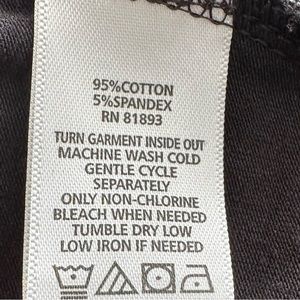 95%COTTON
5%SPANDEX
RN 81893
TURN GARMENT INSIDE OUT
MACHINE WASH COLD
GENTLE CYCLE
SEPARATELY
ONLY NON-CHLORINE
BLEACH WHEN NEEDED
TUMBLE DRY LOW
LOW IRON IF NEEDED